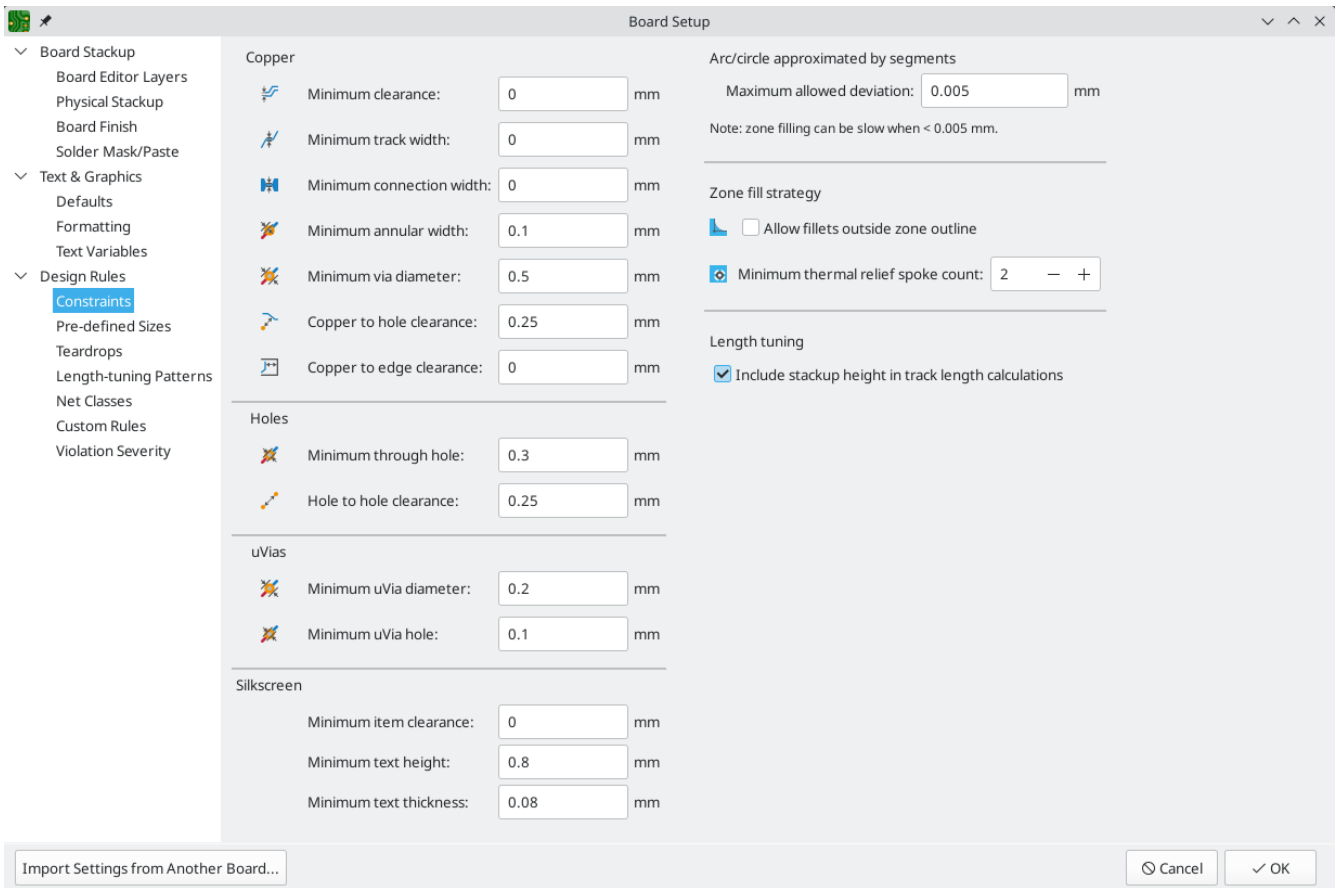 Board Setup
Board Stackup
Board Editor Layers
Physical Stackup
Board Finish
Solder Mask/Paste
Text & Graphics
Defaults
Formatting
Text Variables
Design Rules
Constraints
Pre-defined Sizes
Teardrops
Length-tuning Patterns
Net Classes
Custom Rules
Violation Severity
Copper
Minimum clearance: 0 mm
Minimum track width: 0 mm
Minimum connection width: 0 mm
Minimum annular width: 0.1 mm
Minimum via diameter: 0.5 mm
Copper to hole clearance: 0.25 mm
Copper to edge clearance: 0 mm
Holes
Minimum through hole: 0.3 mm
Hole to hole clearance: 0.25 mm
uVias
Minimum uVia diameter: 0.2 mm
Minimum uVia hole: 0.1 mm
Silkscreen
Minimum item clearance: 0 mm
Minimum text height: 0.8 mm
Minimum text thickness: 0.08 mm
Arc/circle approximated by segments
Maximum allowed deviation: 0.005 mm
Note: zone filling can be slow when < 0.005 mm.
Zone fill strategy
Allow fillets outside zone outline
Minimum thermal relief spoke count: 2 − +
Length tuning
Include stackup height in track length calculations
Import Settings from Another Board...
Cancel
OK